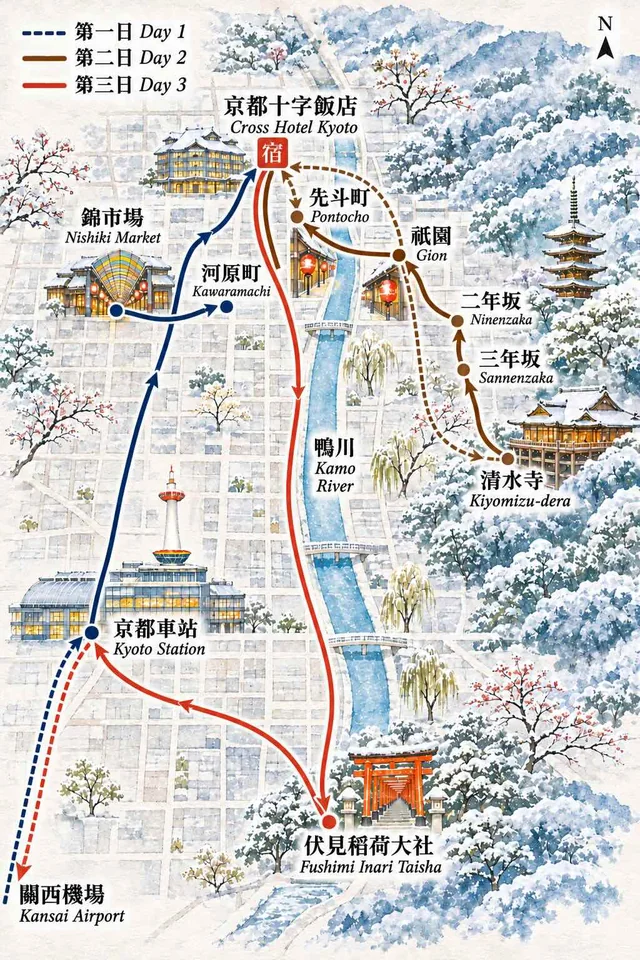 第一日 Day 1
第二日 Day 2
第三日 Day 3
N
京都十字飯店
Cross Hotel Kyoto
宿
先斗町
Pontocho
錦市場
Nishiki Market
祇園
Gion
河原町
Kawaramachi
二年坂
Ninenzaka
三年坂
Sannenzaka
鴨川
Kamo
River
清水寺
Kiyomizu-dera
京都車站
Kyoto Station
伏見稻荷大社
Fushimi Inari Taisha
關西機場
Kansai Airport